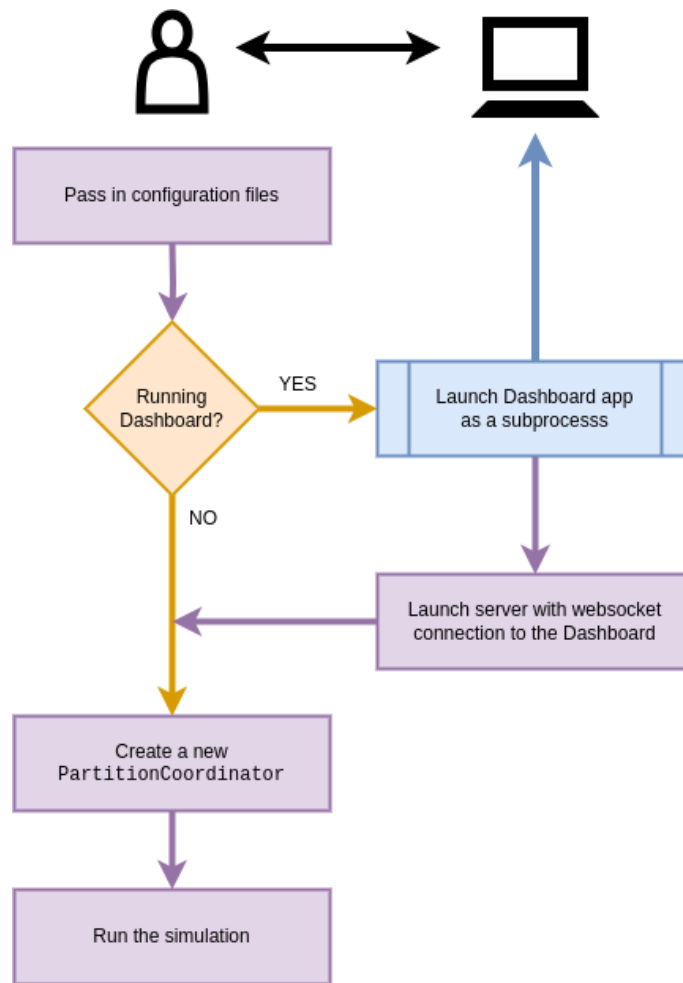 Pass in configuration files
Running
Dashboard?
YES
Launch Dashboard app
as a subprocesss
NO
Launch server with websocket
connection to the Dashboard
Create a new
PartitionCoordinator
Run the simulation